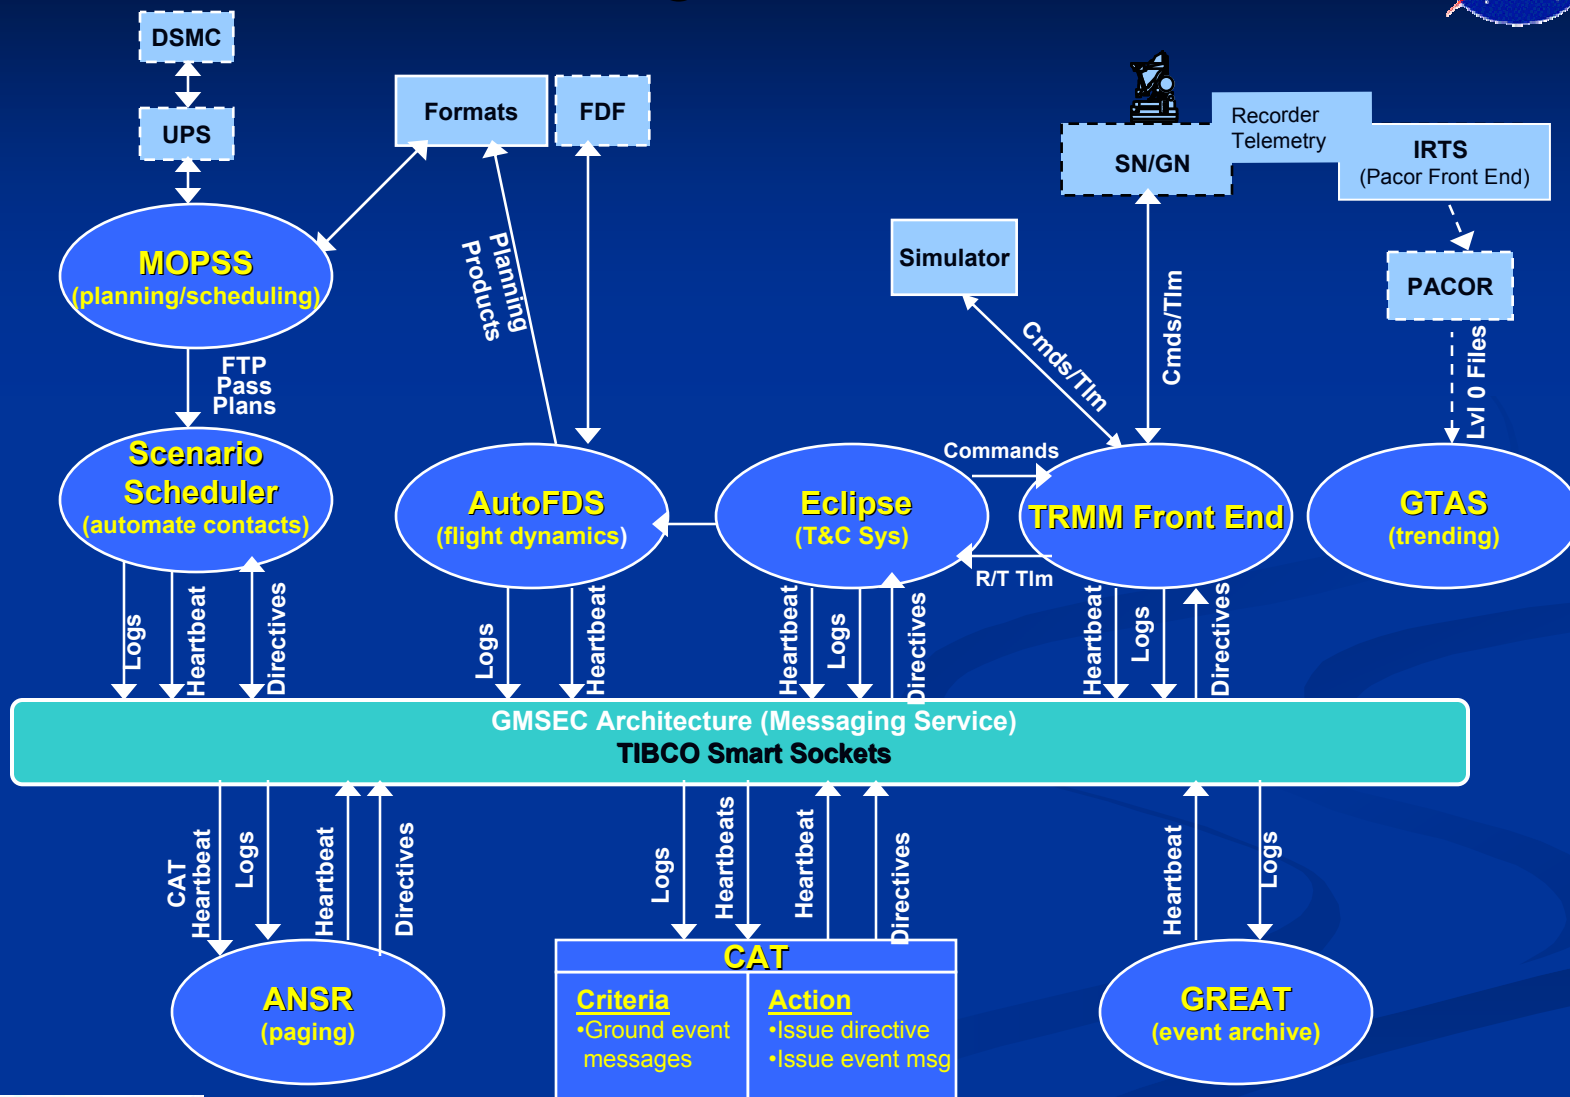 DSMC
UPS
Formats
FDF
SN/GN
Recorder
Telemetry
IRTS
(Pacor Front End)
Simulator
PACOR
MOPSS
(planning/scheduling)
Planning
Products
Cmds/Tlm
Cmds/Tlm
Lvl 0 Files
FTP
Pass
Plans
Scenario
Scheduler
(automate contacts)
AutoFDS
(flight dynamics)
Eclipse
(T&C Sys)
Commands
R/T Tlm
TRMM Front End
GTAS
(trending)
Logs
Heartbeat
Directives
Logs
Heartbeat
Heartbeat
Logs
Directives
Heartbeat
Logs
Directives
GMSEC Architecture (Messaging Service)
TIBCO Smart Sockets
CAT
Heartbeat
Logs
Heartbeat
Directives
Logs
Heartbeats
Heartbeat
Directives
Heartbeat
Logs
ANSR
(paging)
CAT
Criteria
•Ground event
messages
Action
•Issue directive
•Issue event msg
GREAT
(event archive)